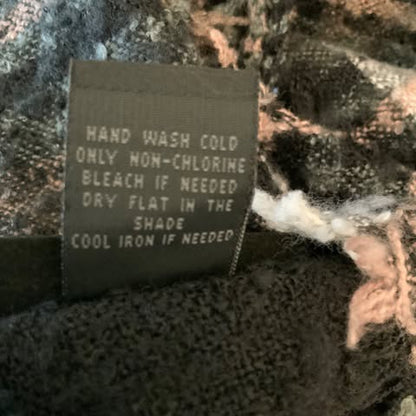 HAND WASH COLD
ONLY NON-CHLORINE
BLEACH IF NEEDED
DRY FLAT IN THE
SHADE
COOL IRON IF NEEDED